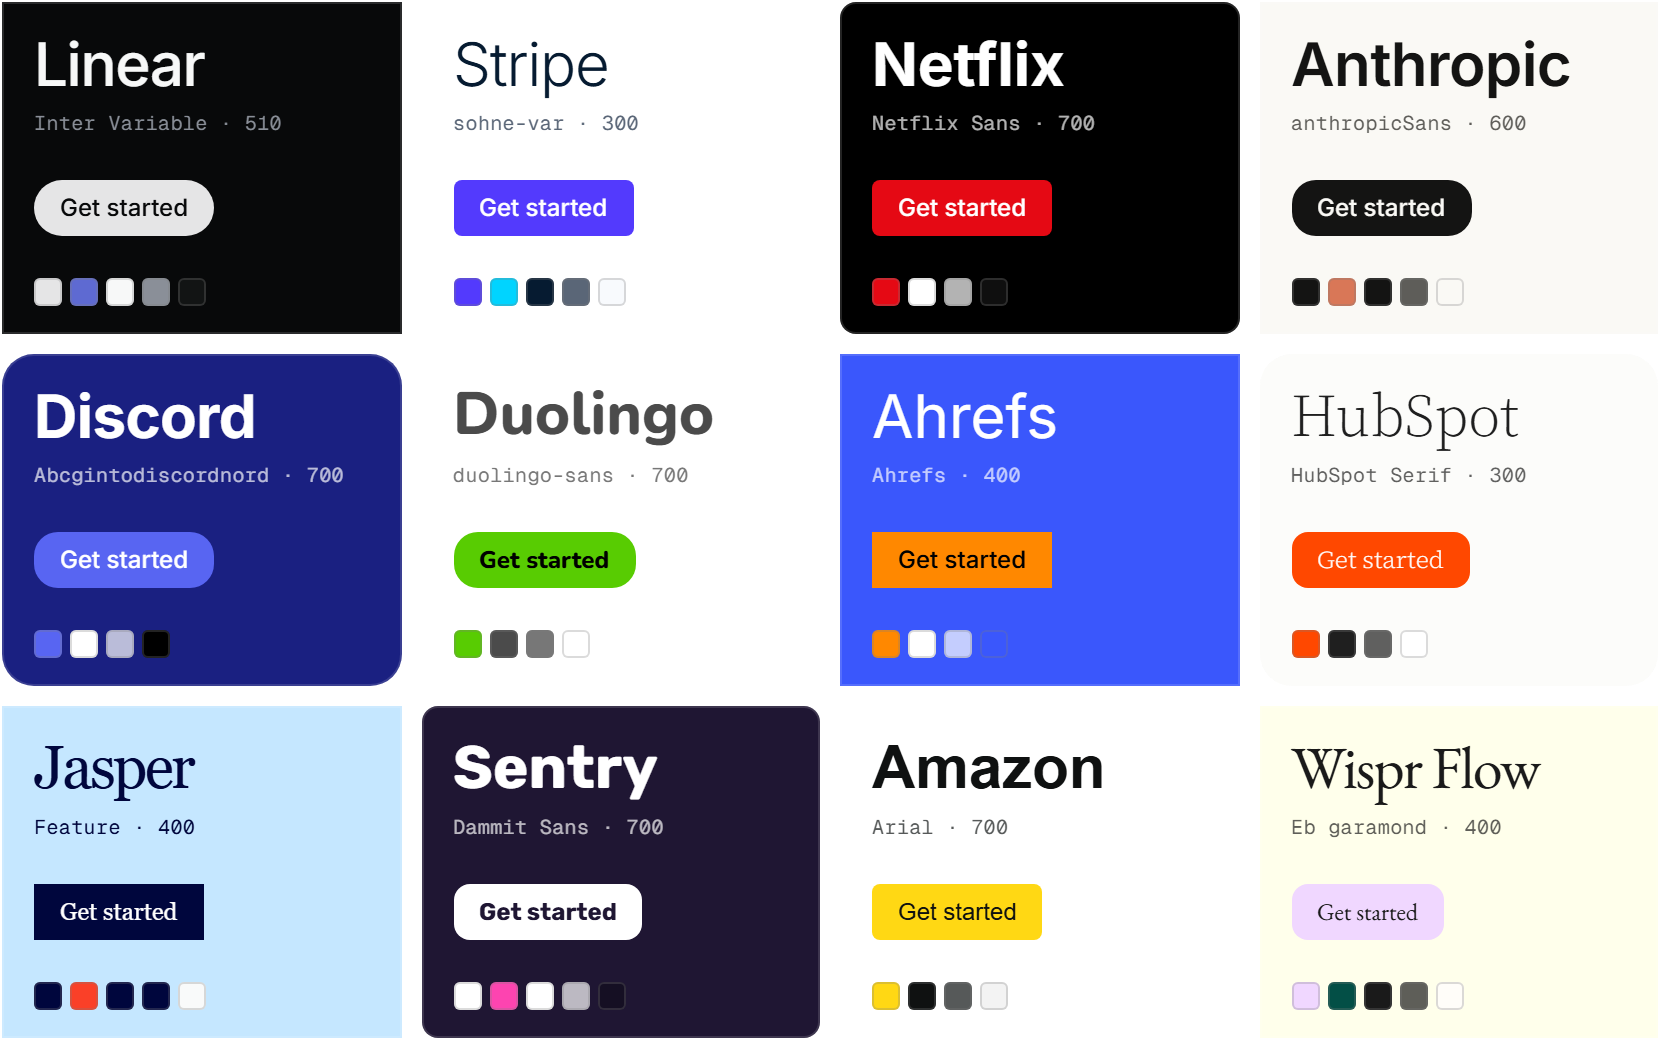 Linear
Inter Variable · 510
Get started
Stripe
sohne-var · 300
Get started
Netflix
Netflix Sans · 700
Get started
Anthropic
anthropicSans · 600
Get started
Discord
Abcgintodiscordnord · 700
Get started
Duolingo
duolingo-sans · 700
Get started
Ahrefs
Ahrefs · 400
Get started
HubSpot
HubSpot Serif · 300
Get started
Jasper
Feature · 400
Get started
Sentry
Dammit Sans · 700
Get started
Amazon
Arial · 700
Get started
Wispr Flow
Eb garamond · 400
Get started